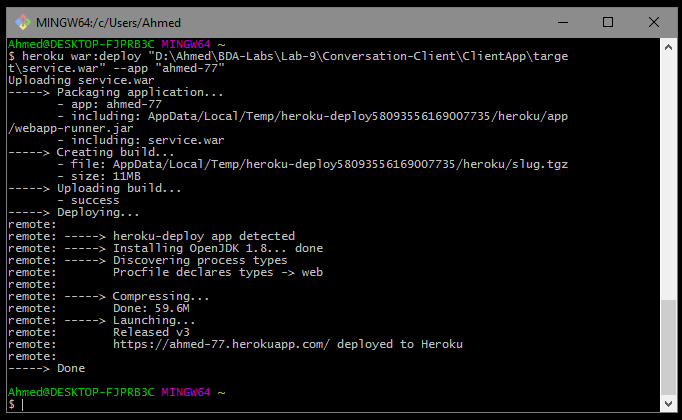 MINGW64:/c/Users/Ahmed
Ahmed@DESKTOP-FJPRB3C MINGW64 ~
$ heroku war:deploy "D:\Ahmed\BDA-Labs\Lab-9\Conversation-Client\ClientApp\targe
t\service.war" --app "ahmed-77"
Uploading service.war
-----> Packaging application...
       - app: ahmed-77
       - including: AppData/Local/Temp/heroku-deploy58093556169007735/heroku/app
/webapp-runner.jar
       - including: service.war
-----> Creating build...
       - file: AppData/Local/Temp/heroku-deploy58093556169007735/heroku/slug.tgz
       - size: 11MB
-----> Uploading build...
       - success
-----> Deploying...
remote:
remote: -----> heroku-deploy app detected
remote: -----> Installing OpenJDK 1.8... done
remote: -----> Discovering process types
remote:        Procfile declares types -> web
remote:
remote: -----> Compressing...
remote:        Done: 59.6M
remote: -----> Launching...
remote:        Released v3
remote:        https://ahmed-77.herokuapp.com/ deployed to Heroku
remote:
-----> Done
Ahmed@DESKTOP-FJPRB3C MINGW64 ~
$